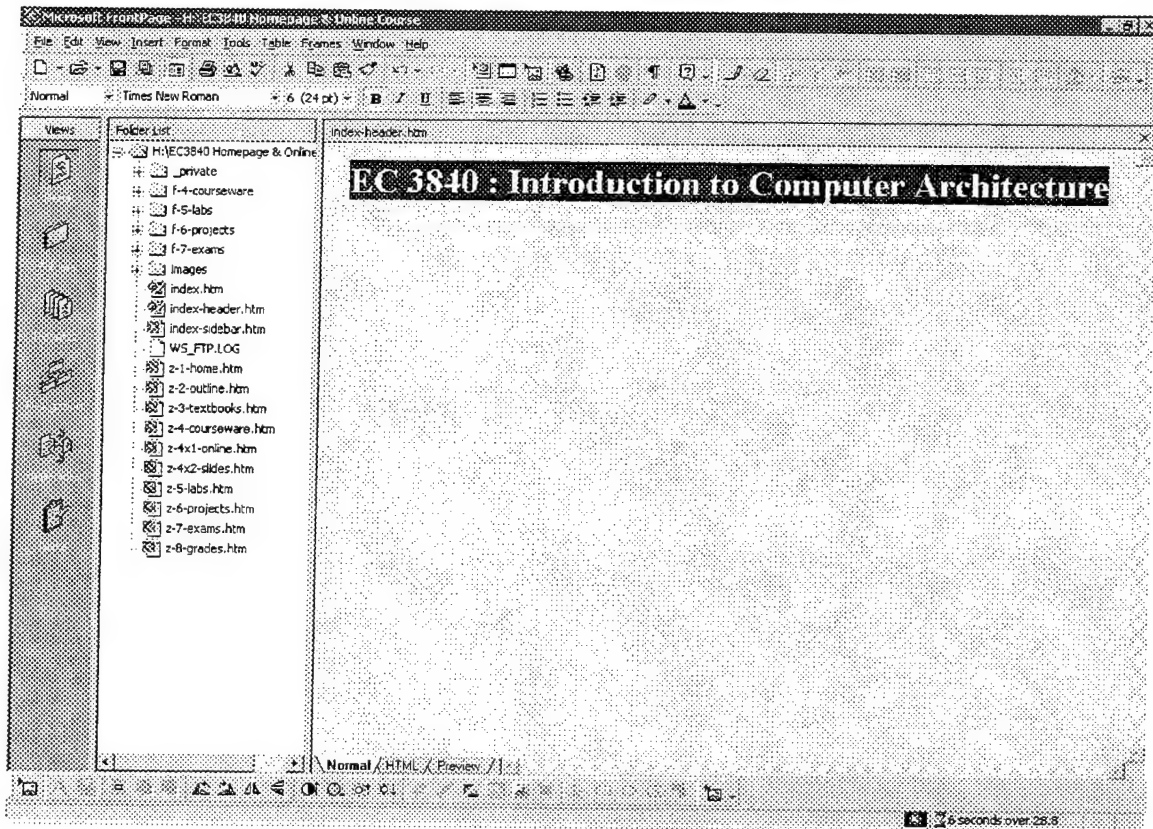 Microsoft FrontPage - H:\EC3840 Homepage & Online Course
File Edit View Insert Format Tools Table Frames Window Help
Normal Times New Roman 6 (24 pt) B I U
Views Folder List index-header.htm
H:\EC3840 Homepage & Online
_private
f-4-courseware
f-5-labs
f-6-projects
f-7-exams
images
index.htm
index-header.htm
index-sidebar.htm
WS_FTP.LOG
z-1-home.htm
z-2-outline.htm
z-3-textbooks.htm
z-4-courseware.htm
z-4x1-online.htm
z-4x2-slides.htm
z-5-labs.htm
z-6-projects.htm
z-7-exams.htm
z-8-grades.htm
EC 3840 : Introduction to Computer Architecture
Normal HTML Preview
6 seconds over 28.8